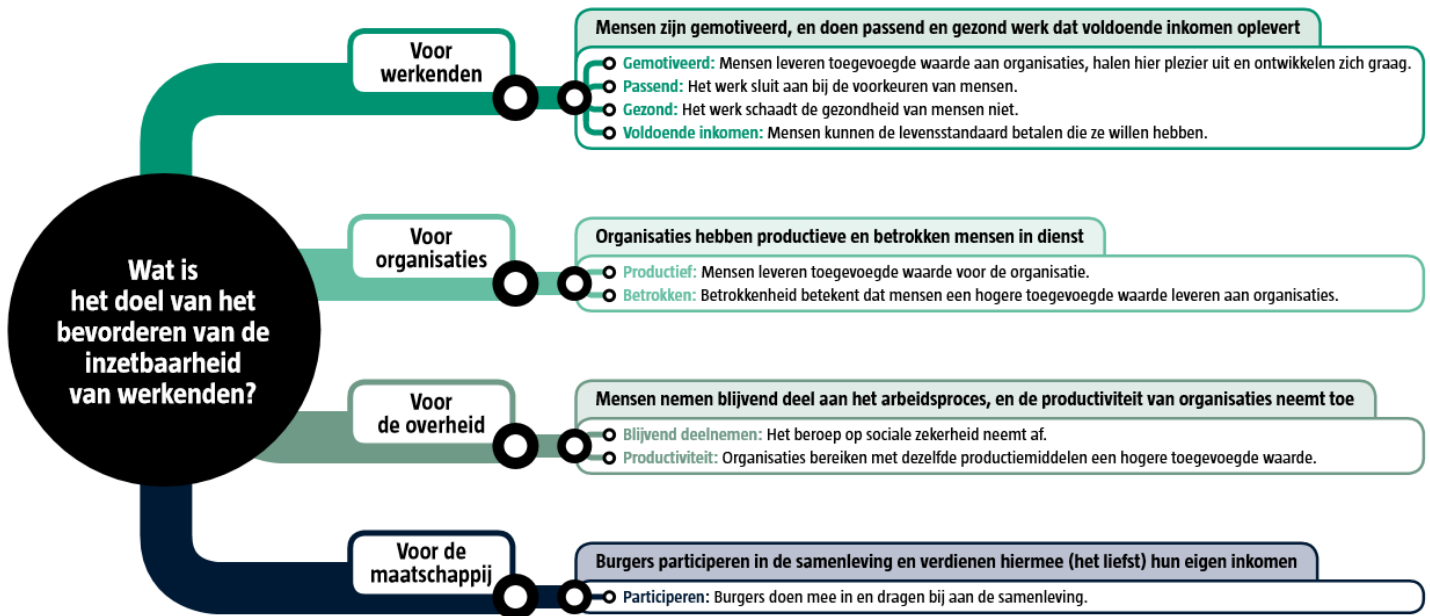 Wat is
het doel van het
bevorderen van de
inzetbaarheid
van werkenden?
Voor
werkenden
Mensen zijn gemotiveerd, en doen passend en gezond werk dat voldoende inkomen oplevert
Gemotiveerd: Mensen leveren toegevoegde waarde aan organisaties, halen hier plezier uit en ontwikkelen zich graag.
Passend: Het werk sluit aan bij de voorkeuren van mensen.
Gezond: Het werk schaadt de gezondheid van mensen niet.
Voldoende inkomen: Mensen kunnen de levensstandaard betalen die ze willen hebben.
Voor
organisaties
Organisaties hebben productieve en betrokken mensen in dienst
Productief: Mensen leveren toegevoegde waarde voor de organisatie.
Betrokken: Betrokkenheid betekent dat mensen een hogere toegevoegde waarde leveren aan organisaties.
Voor
de overheid
Mensen nemen blijvend deel aan het arbeidsproces, en de productiviteit van organisaties neemt toe
Blijvend deelnemen: Het beroep op sociale zekerheid neemt af.
Productiviteit: Organisaties bereiken met dezelfde productiemiddelen een hogere toegevoegde waarde.
Voor de
maatschappij
Burgers participeren in de samenleving en verdienen hiermee (het liefst) hun eigen inkomen
Participeren: Burgers doen mee in en dragen bij aan de samenleving.